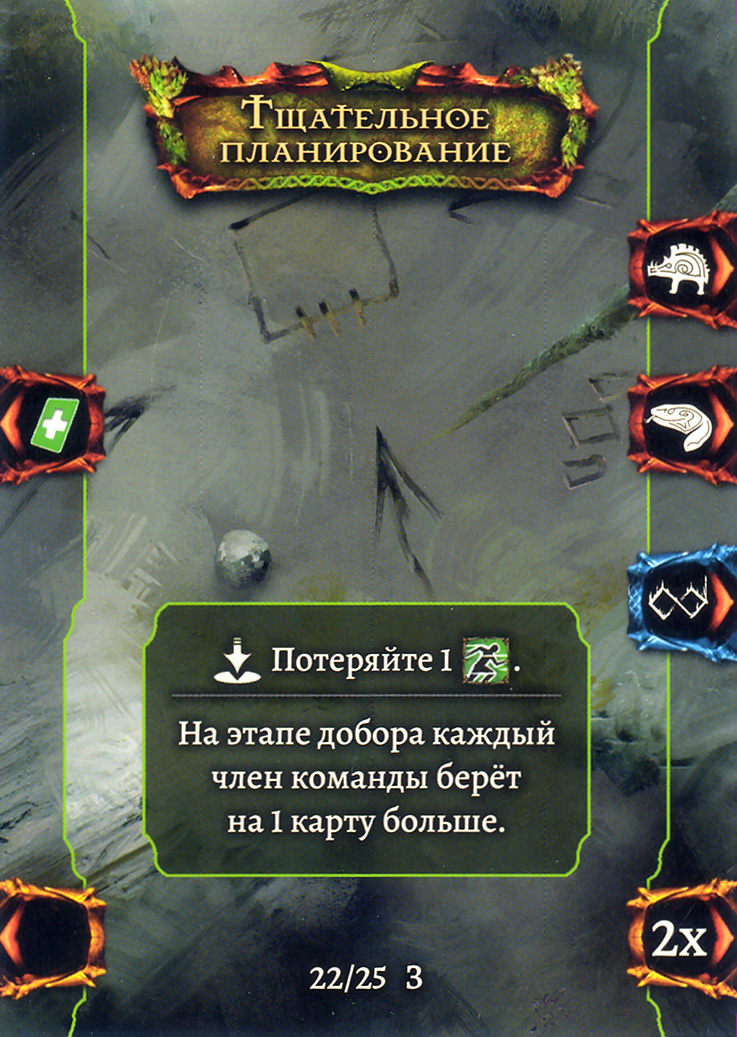 Тщательное
планирование
Потеряйте 1 .
На этапе добора каждый
член команды берёт
на 1 карту больше.
2x
22/25 3